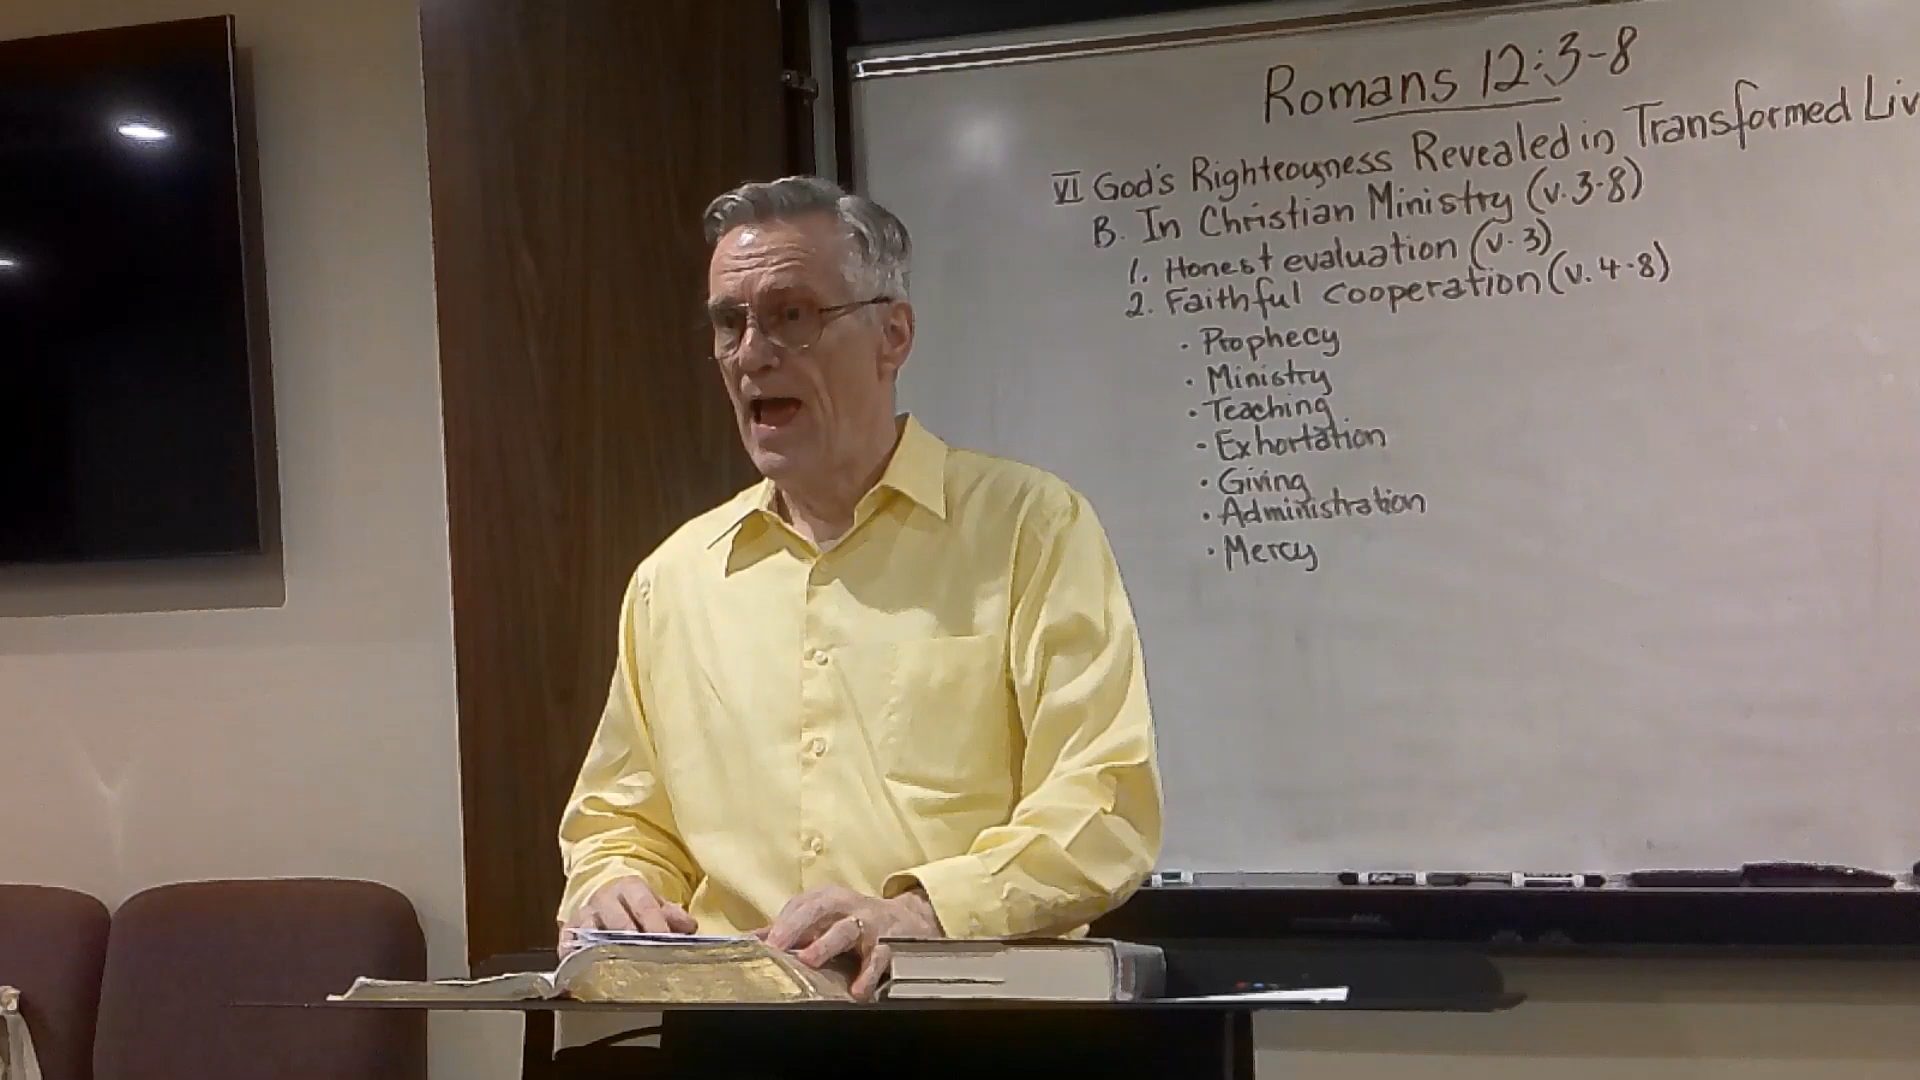 Romans 12:3-8
VI God's Righteousness Revealed in Transformed Liv
B. In Christian Ministry (v. 3-8)
1. Honest evaluation (v. 3)
2. Faithful cooperation (v. 4-8)
• Prophecy
• Ministry
• Teaching
- Exhortation
• Giving
• Administration
• Mercy